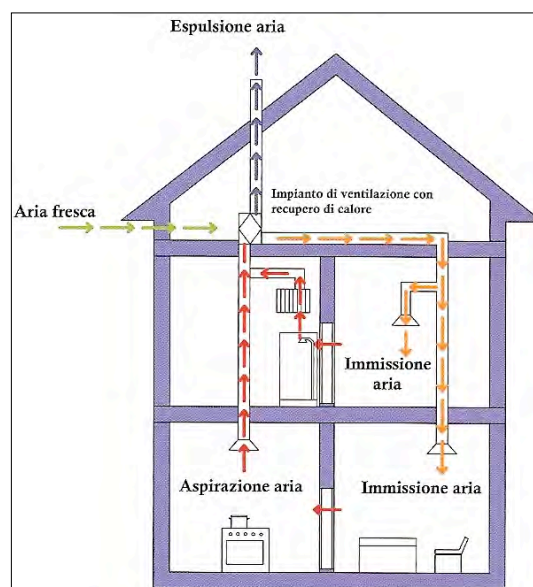 Espulsione aria
Impianto di ventilazione con
recupero di calore
Aria fresca
Immissione
aria
Aspirazione aria
Immissione aria